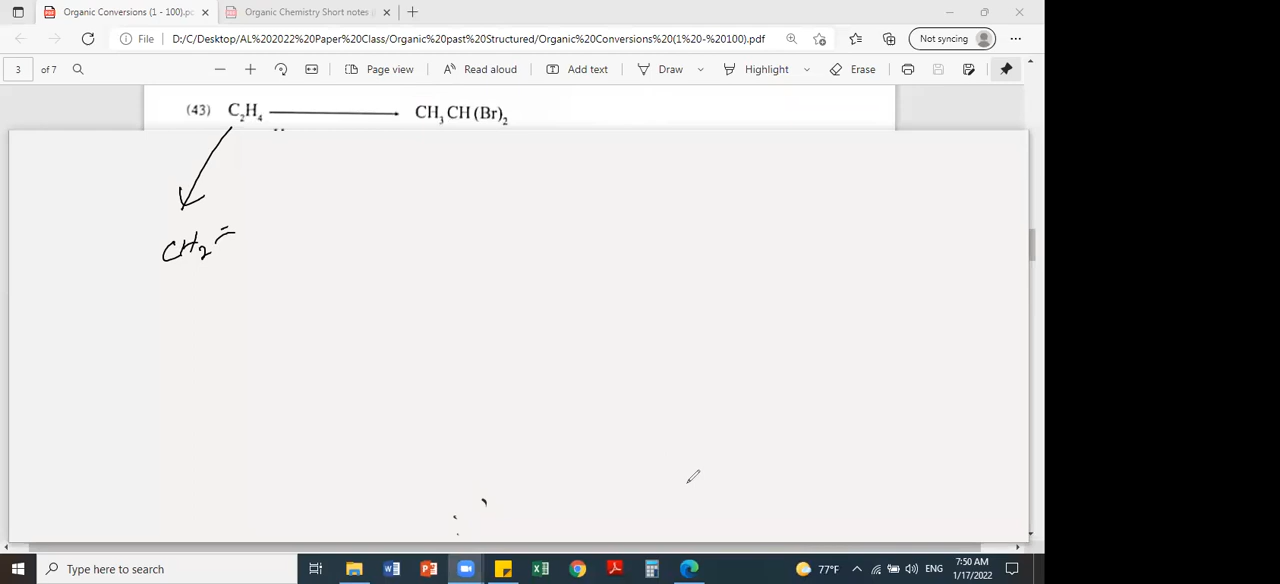 Organic Conversions (1 - 100).pc
Organic Chemistry Short notes (
File
D:/C/Desktop/AL%202022%20Paper%20Class/Organic%20past%20Structured/Organic%20Conversions%20(1%20-%20100).pdf
Not syncing
3 of 7
Page view
Read aloud
Add text
Draw
Highlight
Erase
(43) C₂H₄ ⟶ CH₃CH(Br)₂
CH₂=
Type here to search
77°F
ENG
7:50 AM
1/17/2022